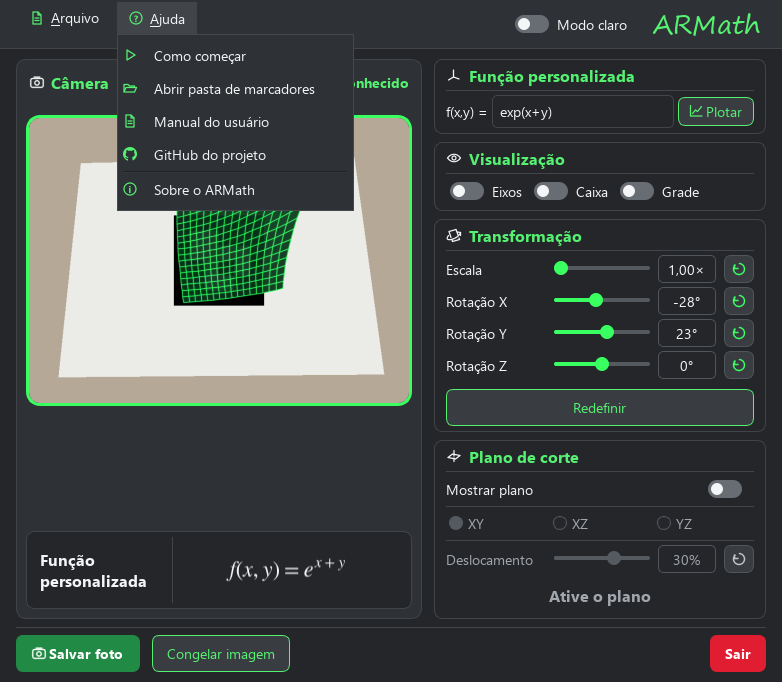 Arquivo
Ajuda
Modo claro
ARMath
Como começar
Abrir pasta de marcadores
Manual do usuário
GitHub do projeto
Sobre o ARMath
Câmera
onhecido
Função personalizada
f(x,y) =
exp(x+y)
Plotar
Visualização
Eixos
Caixa
Grade
Transformação
Escala
1,00×
Rotação X
-28°
Rotação Y
23°
Rotação Z
0°
Redefinir
Plano de corte
Mostrar plano
XY
XZ
YZ
Deslocamento
30%
Ative o plano
Função
personalizada
f(x, y) = e^{x + y}
Salvar foto
Congelar imagem
Sair